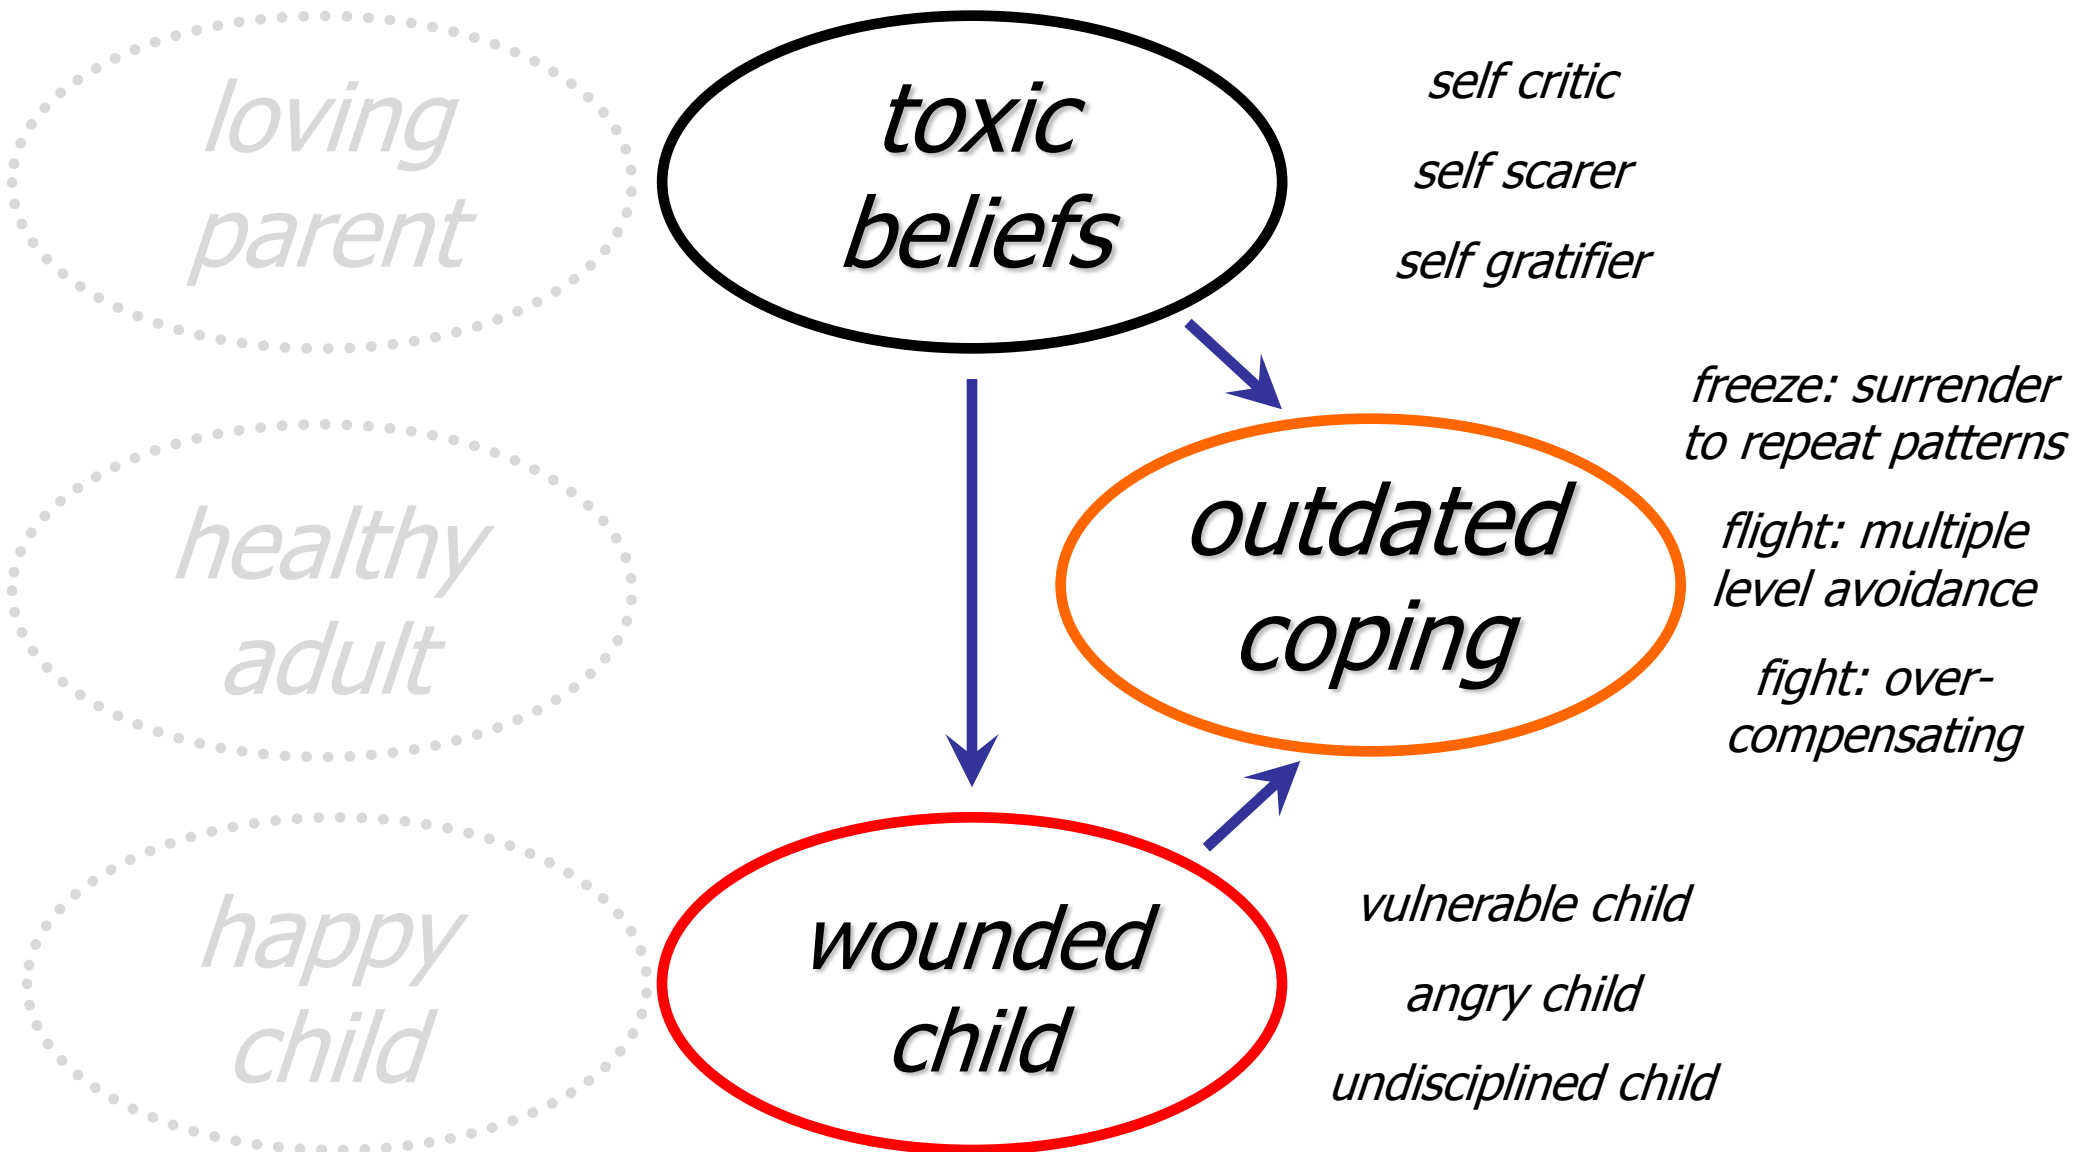 loving
parent
toxic
beliefs
self critic
self scarer
self gratifier
healthy
adult
outdated
coping
freeze: surrender
to repeat patterns
flight: multiple
level avoidance
fight: over-
compensating
happy
child
wounded
child
vulnerable child
angry child
undisciplined child